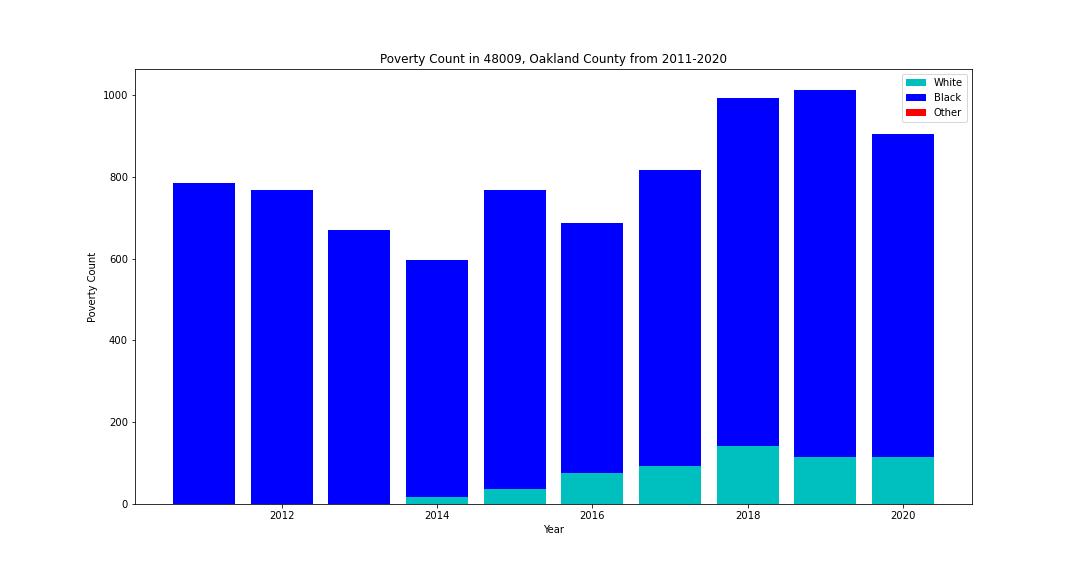 Poverty Count in 48009, Oakland County from 2011-2020
White
Black
Other
1000
800
600
400
200
0
Poverty Count
2012 2014 2016 2018 2020
Year